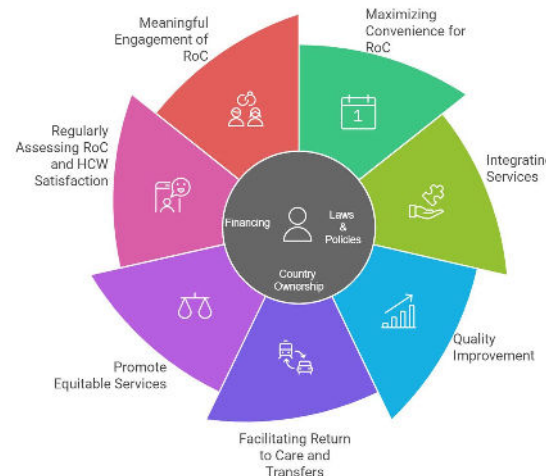 Meaningful
Engagement of
RoC
Maximizing
Convenience for
RoC
1
Integrating
Services
Quality
Improvement
Facilitating Return
to Care and
Transfers
Promote
Equitable Services
Regularly
Assessing RoC
and HCW
Satisfaction
Financing
Laws
&
Policies
Country
Ownership